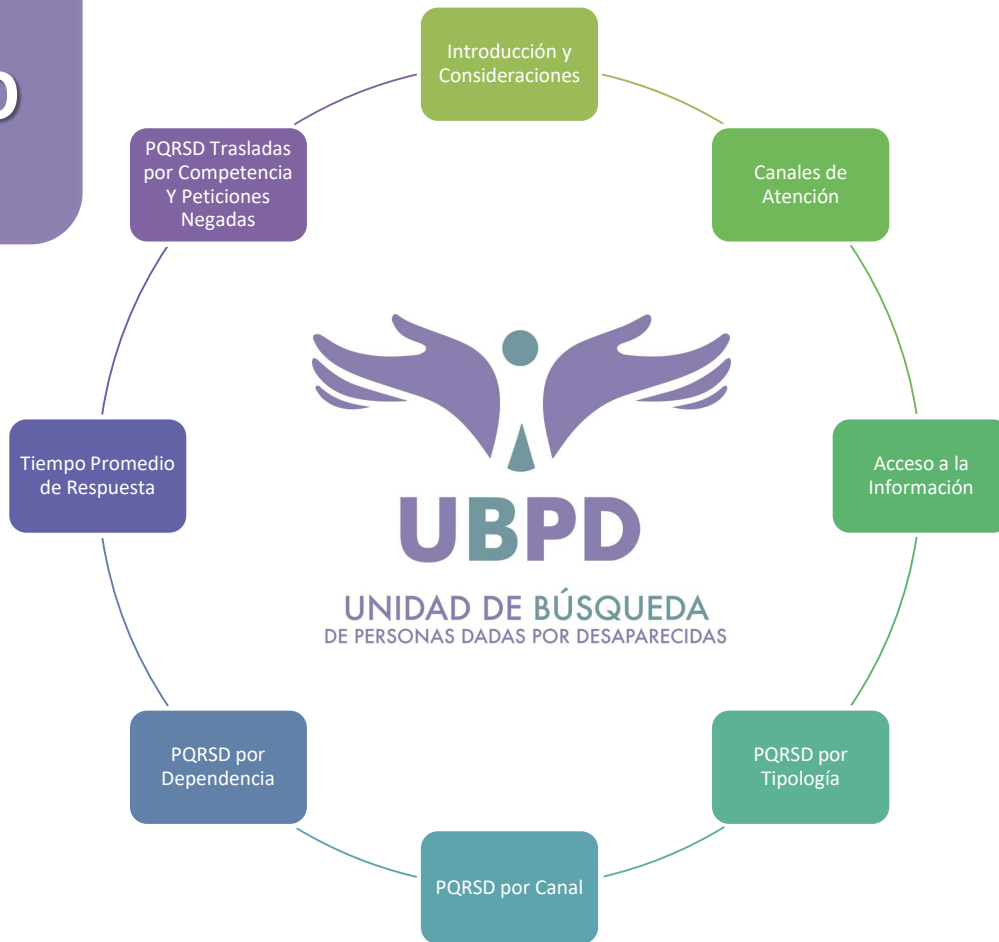 Introducción y
Consideraciones
Canales de
Atención
Acceso a la
Información
PQRSD por
Tipología
PQRSD por Canal
PQRSD por
Dependencia
Tiempo Promedio
de Respuesta
PQRSD Trasladas
por Competencia
Y Peticiones
Negadas
UBPD
UNIDAD DE BÚSQUEDA
DE PERSONAS DADAS POR DESAPARECIDAS